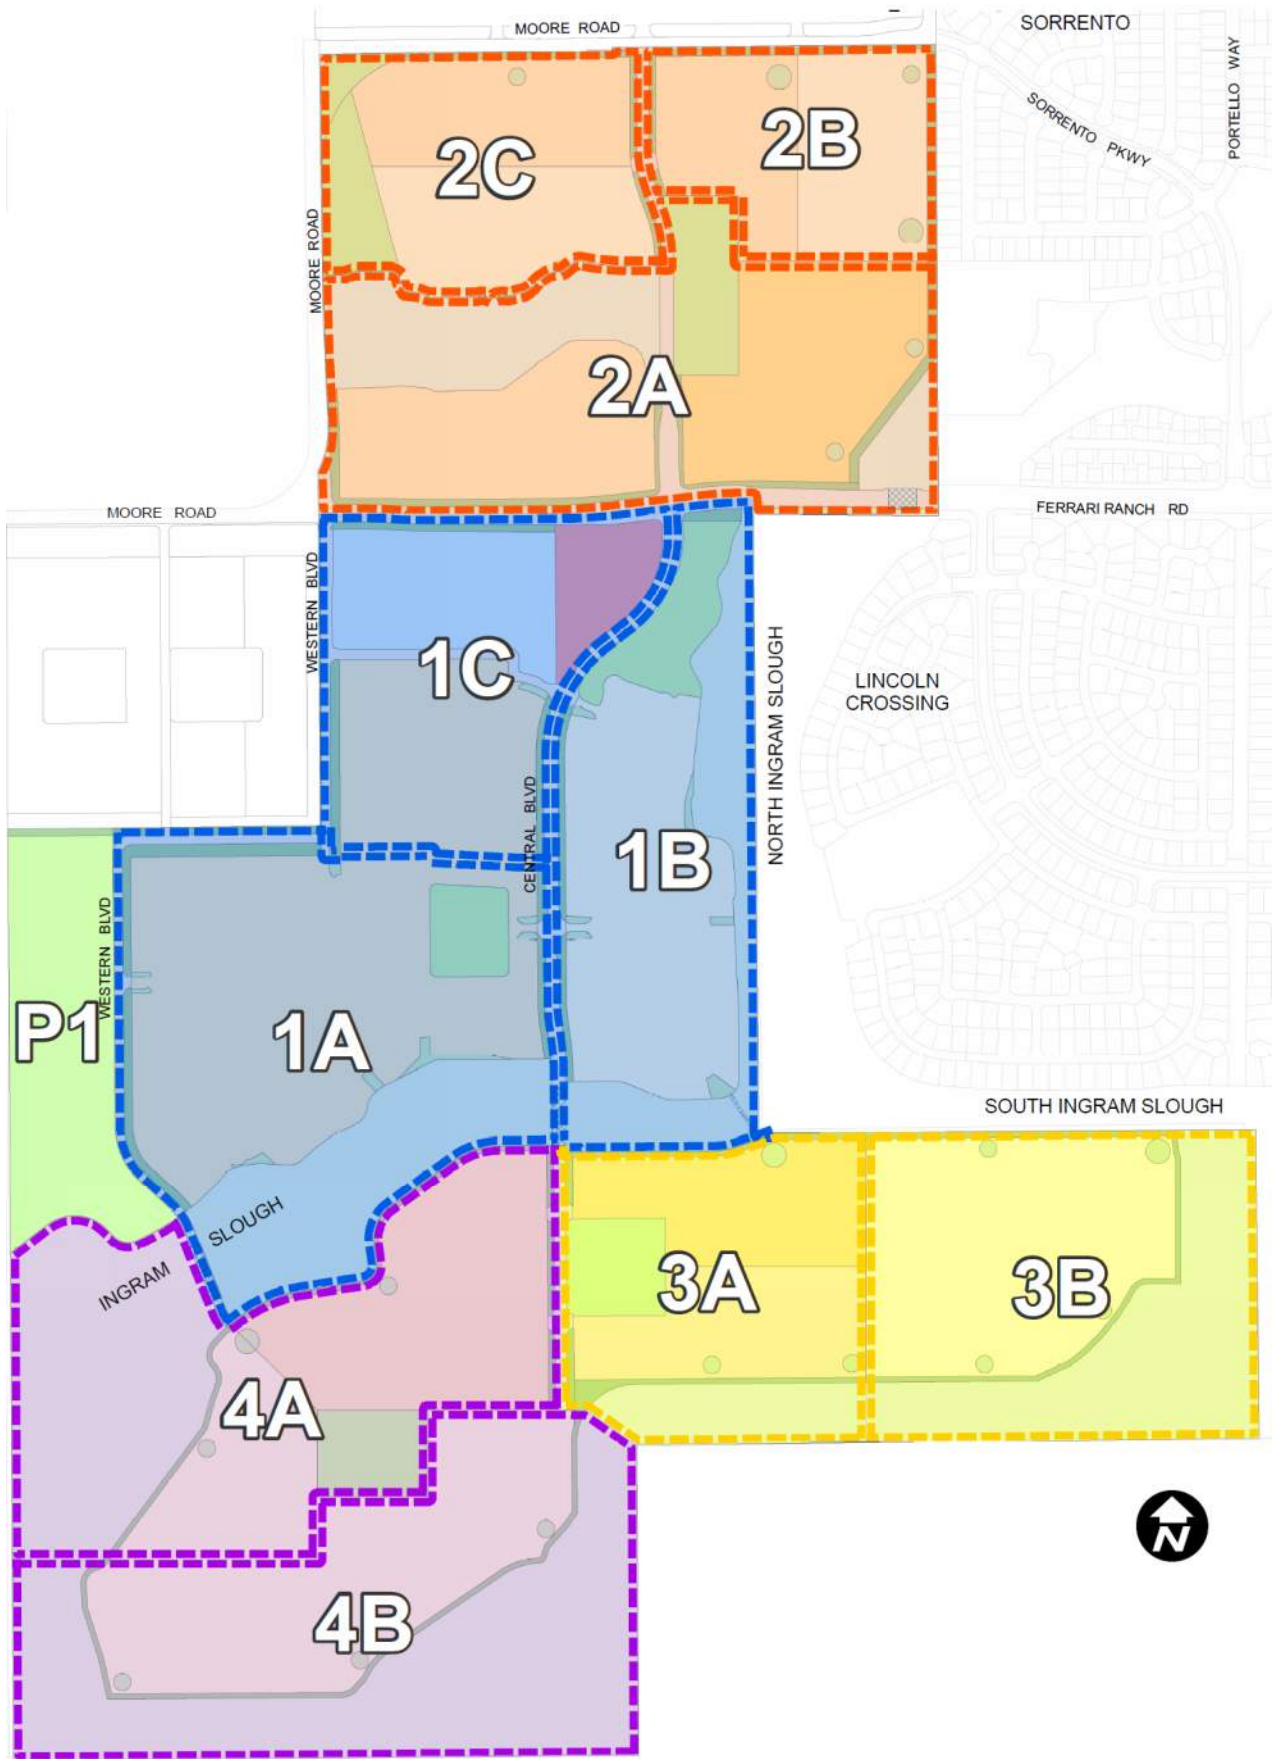 MOORE ROAD
SORRENTO
PORTELLO WAY
SORRENTO PKWY
2C
2B
MOORE ROAD
2A
MOORE ROAD
FERRARI RANCH RD
WESTERN BLVD
1C
NORTH INGRAM SLOUGH
LINCOLN
CROSSING
CENTRAL BLVD
1B
WESTERN BLVD
P1
1A
SOUTH INGRAM SLOUGH
INGRAM SLOUGH
3A
3B
4A
4B
N